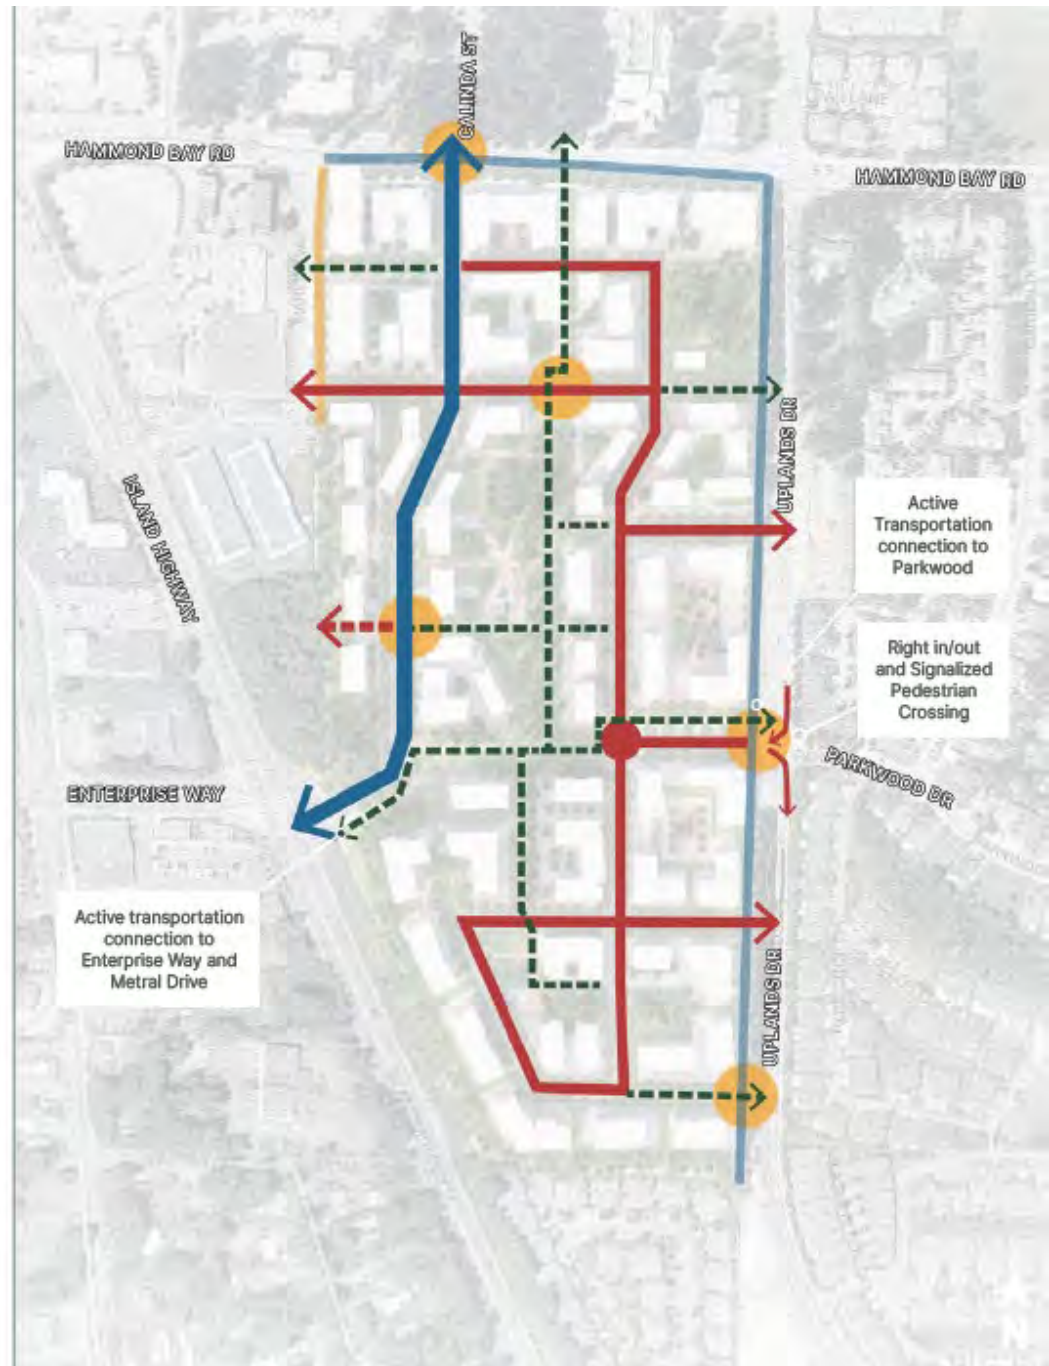 CALINDA ST
HAMMOND BAY RD
HAMMOND BAY RD
UPLANDS DR
ISLAND HIGHWAY
Active
Transportation
connection to
Parkwood
Right in/out
and Signalized
Pedestrian
Crossing
PARKWOOD DR
ENTERPRISE WAY
Active transportation
connection to
Enterprise Way and
Metral Drive
UPLANDS DR
N